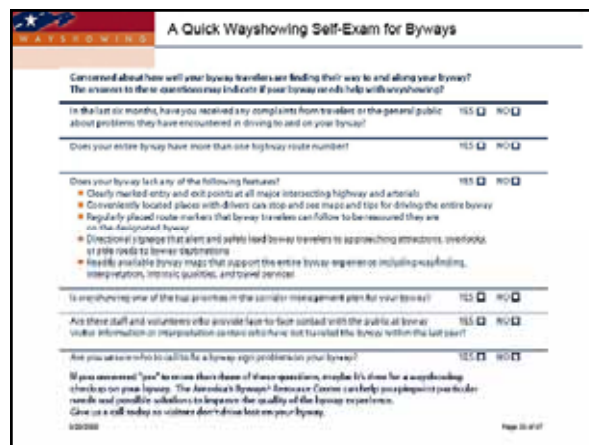 WAYSHOWING
A Quick Wayshowing Self-Exam for Byways
Concerned about how well your byway travelers are finding their way to and along your byway?
The answers to these questions may indicate if your byway needs help with wayshowing?
In the last six months, have you received any complaints from travelers or the general public YES NO
about problems they have encountered in driving to and on your byway?
Does your entire byway have more than one highway route number? YES NO
Does your byway lack any of the following features? YES NO
Clearly marked entry and exit points at all major intersecting highway and arterials
Conveniently located places with drivers can stop and see maps and tips for driving the entire byway
Regularly placed route markers that byway travelers can follow to be reassured they are
on the designated byway
Directional signage that alert and safely lead byway travelers to approaching attractions, overlooks,
or side roads to byway destinations
Readily available byway maps that support the entire byway experience including wayfinding,
interpretation, intrinsic qualities, and travel services
Is wayshowing one of the top priorities in the corridor management plan for your byway? YES NO
Are there staff and volunteers who provide face-to-face contact with the public at byway YES NO
visitor information or interpretation centers who have not traveled the byway within the last year?
Are you unsure who to call to fix a byway sign problem on your byway? YES NO
If you answered "yes" to more than three of these questions, maybe it's time for a wayshowing
checkup on your byway. The America's Byways Resource Center can help you pinpoint particular
needs and possible solutions to improve the quality of the byway experience.
Give us a call today so visitors don't drive lost on your byway.
Page of